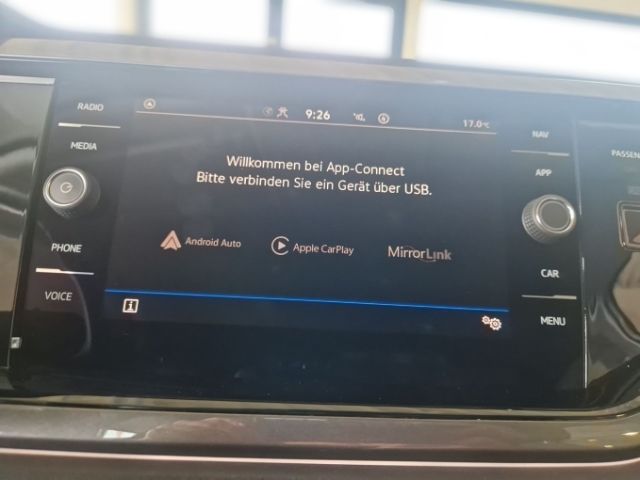 RADIO
MEDIA
PHONE
VOICE
9:26
17.0°C
Willkommen bei App-Connect
Bitte verbinden Sie ein Gerät über USB.
Android Auto
Apple CarPlay
MirrorLink
i
NAV
APP
CAR
MENU
PASSEN